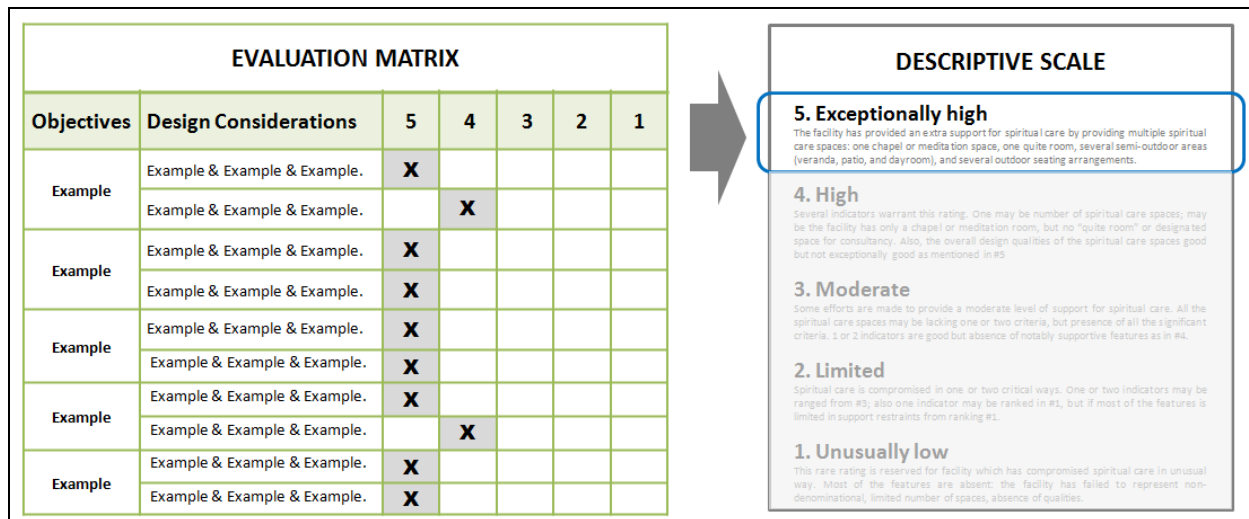 EVALUATION MATRIX
Objectives Design Considerations 5 4 3 2 1
Example
Example & Example & Example. X
Example & Example & Example. X
Example
Example & Example & Example. X
Example & Example & Example. X
Example
Example & Example & Example. X
Example & Example & Example. X
Example
Example & Example & Example. X
Example & Example & Example. X
Example
Example & Example & Example. X
Example & Example & Example. X
DESCRIPTIVE SCALE
5. Exceptionally high
The facility has provided an extra support for spiritual care by providing multiple spiritual
care spaces: one chapel or meditation space, one quite room, several semi-outdoor areas
(veranda, patio, and dayroom), and several outdoor seating arrangements.
4. High
Several indicators warrant this rating. One may be number of spiritual care spaces; may
be the facility has only a chapel or meditation room, but no "quite room" or designated
space for consultancy. Also, the overall design qualities of the spiritual care spaces good
but not exceptionally good as mentioned in #5
3. Moderate
Some efforts are made to provide a moderate level of support for spiritual care. All the
spiritual care spaces may be lacking one or two criteria, but presence of all the significant
criteria. 1 or 2 indicators are good but absence of notably supportive features as in #4.
2. Limited
Spiritual care is compromised in one or two critical ways. One or two indicators may be
ranged from #3; also one indicator may be ranked in #1, but if most of the features is
limited in support restraints from ranking #1.
1. Unusually low
This rare rating is reserved for facility which has compromised spiritual care in unusual
way. Most of the features are absent: the facility has failed to represent non-
denominational, limited number of spaces, absence of qualities.